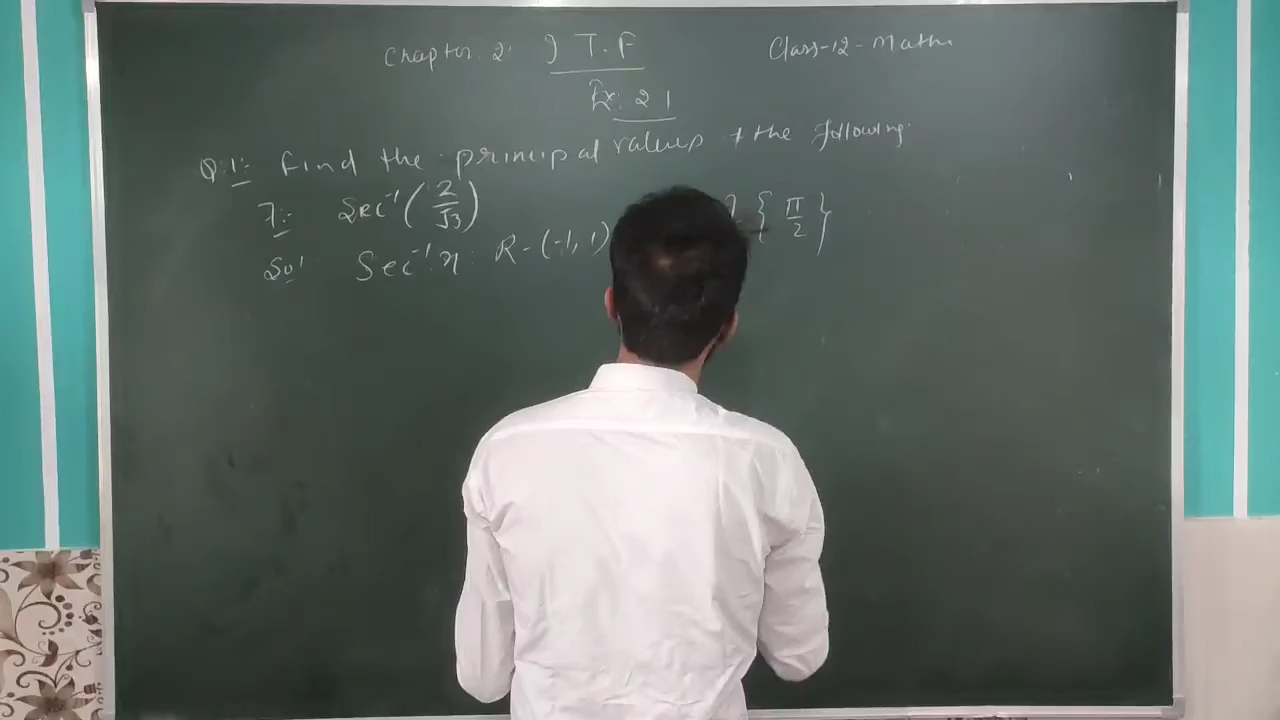 Chapter. 2. I T. F Class-12-Maths
Ex: 2.1
Q.1:- Find the principal values of the following:
7:- Sec⁻¹(2/√3)
Sol Sec⁻¹x: R-(-1,1) {π/2}